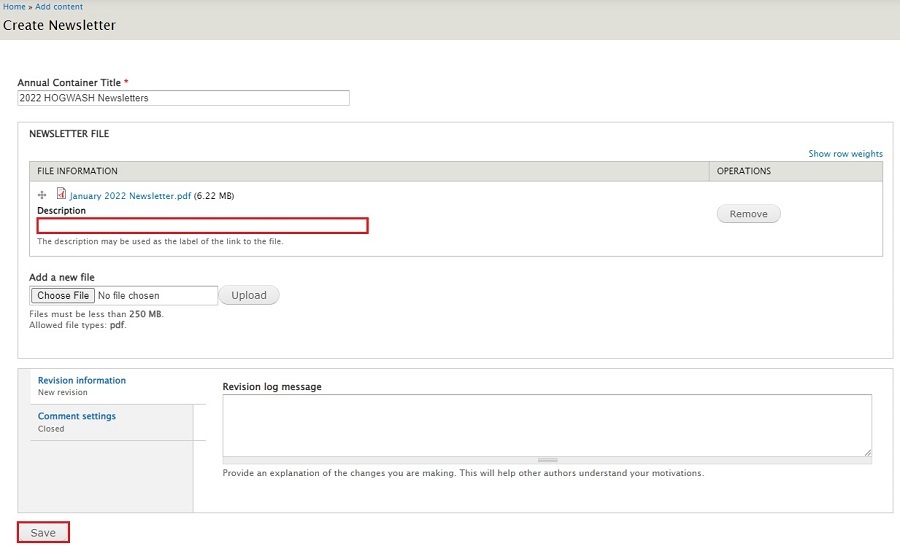 Home » Add content
Create Newsletter
Annual Container Title *
2022 HOGWASH Newsletters
NEWSLETTER FILE
Show row weights
FILE INFORMATION OPERATIONS
January 2022 Newsletter.pdf (6.22 MB)
Description
Remove
The description may be used as the label of the link to the file.
Add a new file
Choose File No file chosen Upload
Files must be less than 250 MB.
Allowed file types: pdf.
Revision information
New revision
Comment settings
Closed
Revision log message
Provide an explanation of the changes you are making. This will help other authors understand your motivations.
Save